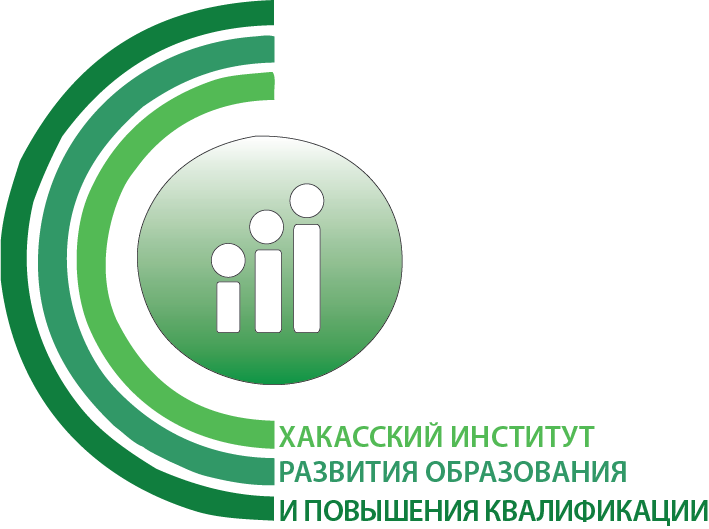 ХАКАССКИЙ ИНСТИТУТ
РАЗВИТИЯ ОБРАЗОВАНИЯ
И ПОВЫШЕНИЯ КВАЛИФИКАЦИИ